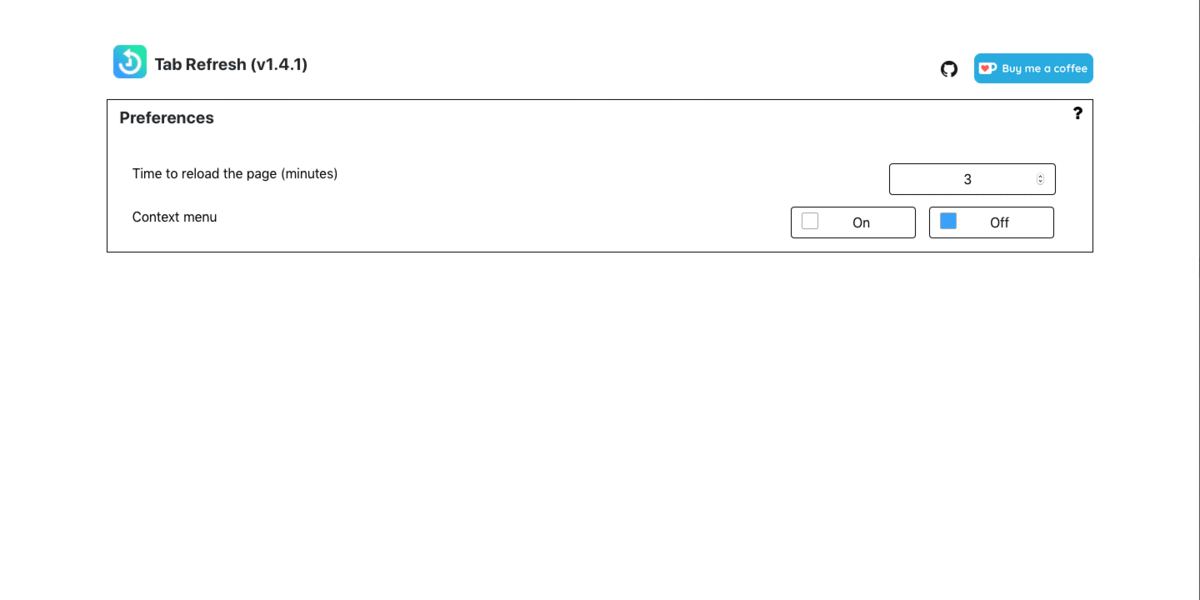 Tab Refresh (v1.4.1)
Buy me a coffee
Preferences
?
Time to reload the page (minutes)
3
Context menu
On
Off